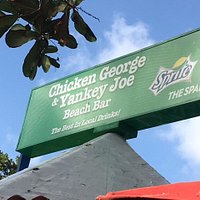 Chicken George
& Yankey Joe
Beach Bar
The Best in Local Drinks!
Sprite
THE SPA